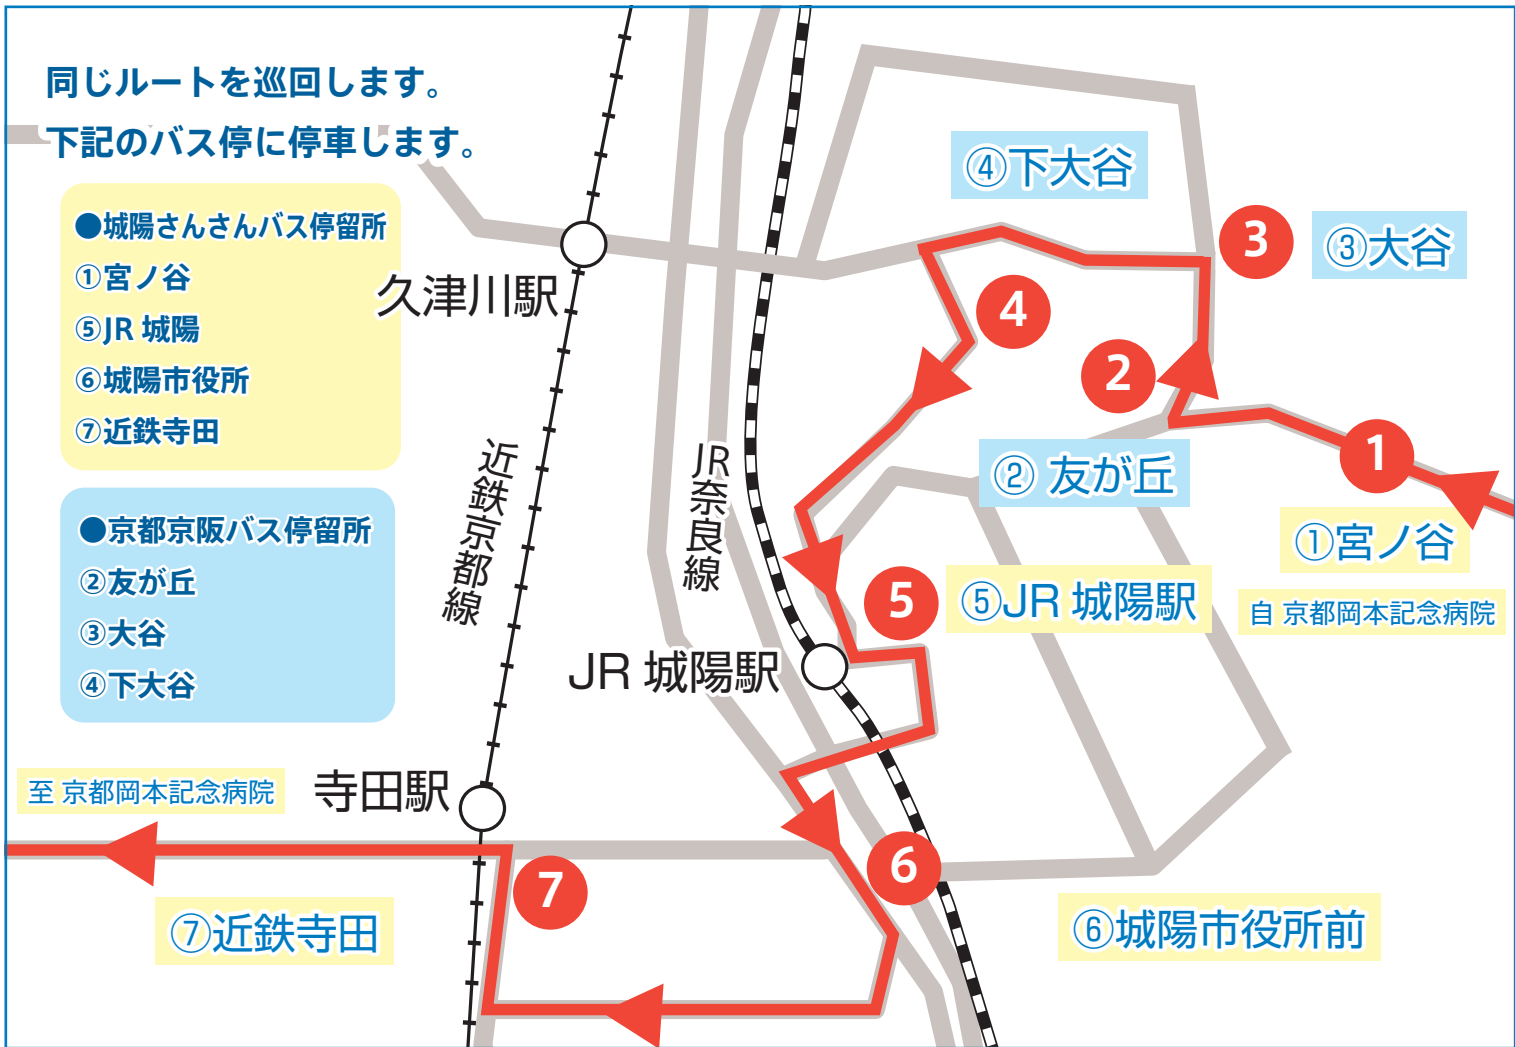 同じルートを巡回します。
下記のバス停に停車します。
●城陽さんさんバス停留所
①宮ノ谷
⑤JR 城陽
⑥城陽市役所
⑦近鉄寺田
●京都京阪バス停留所
②友が丘
③大谷
④下大谷
④下大谷
3
③大谷
久津川駅
4
2
近鉄京都線
JR奈良線
1
② 友が丘
①宮ノ谷
自 京都岡本記念病院
5
⑤JR 城陽駅
JR 城陽駅
至 京都岡本記念病院
寺田駅
6
7
⑦近鉄寺田
⑥城陽市役所前